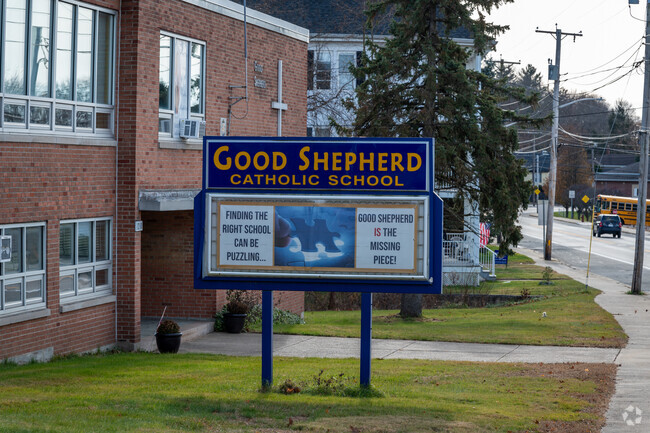 GOOD SHEPHERD
CATHOLIC SCHOOL
FINDING THE
RIGHT SCHOOL
CAN BE
PUZZLING...
GOOD SHEPHERD
IS THE
MISSING
PIECE!